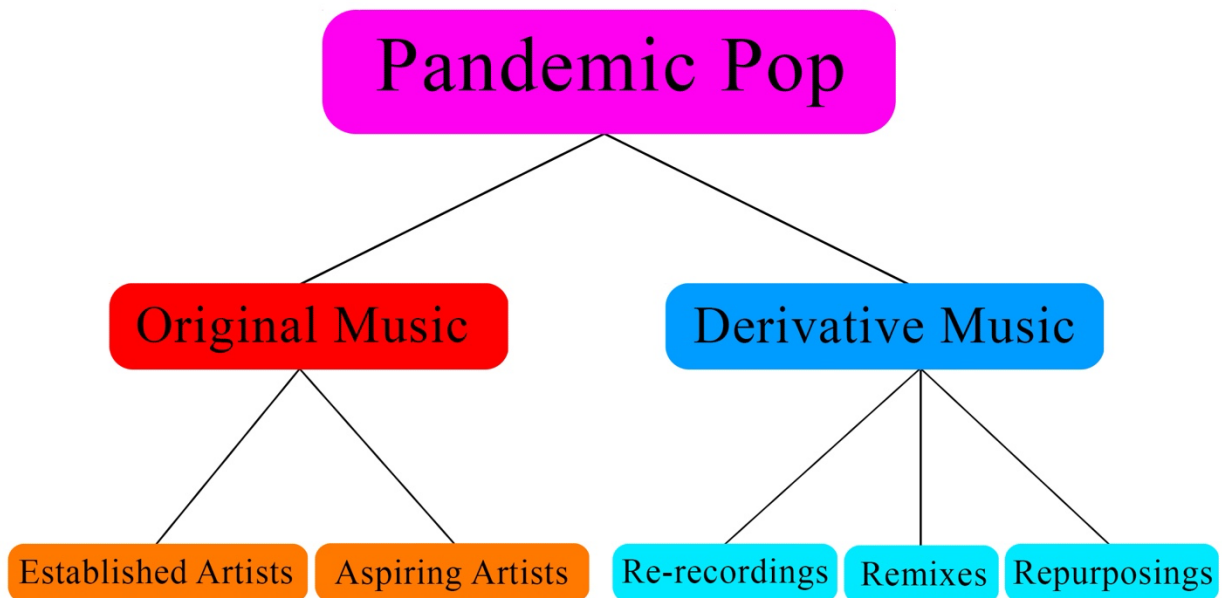 Pandemic Pop
Original Music
Derivative Music
Established Artists
Aspiring Artists
Re-recordings
Remixes
Repurposings